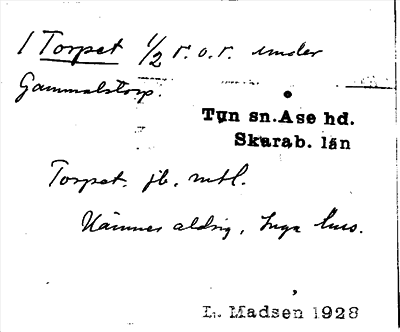 1 Torpet 1/2 r. o. r. under
Gammalstorp.
Tun sn. Åse hd.
Skarab. län
Torpet. jb. mtl.
Nämnes aldrig, Inga hus.
L. Madsen 1928